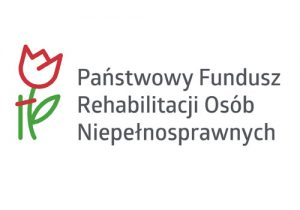 Państwowy Fundusz
Rehabilitacji Osób
Niepełnosprawnych